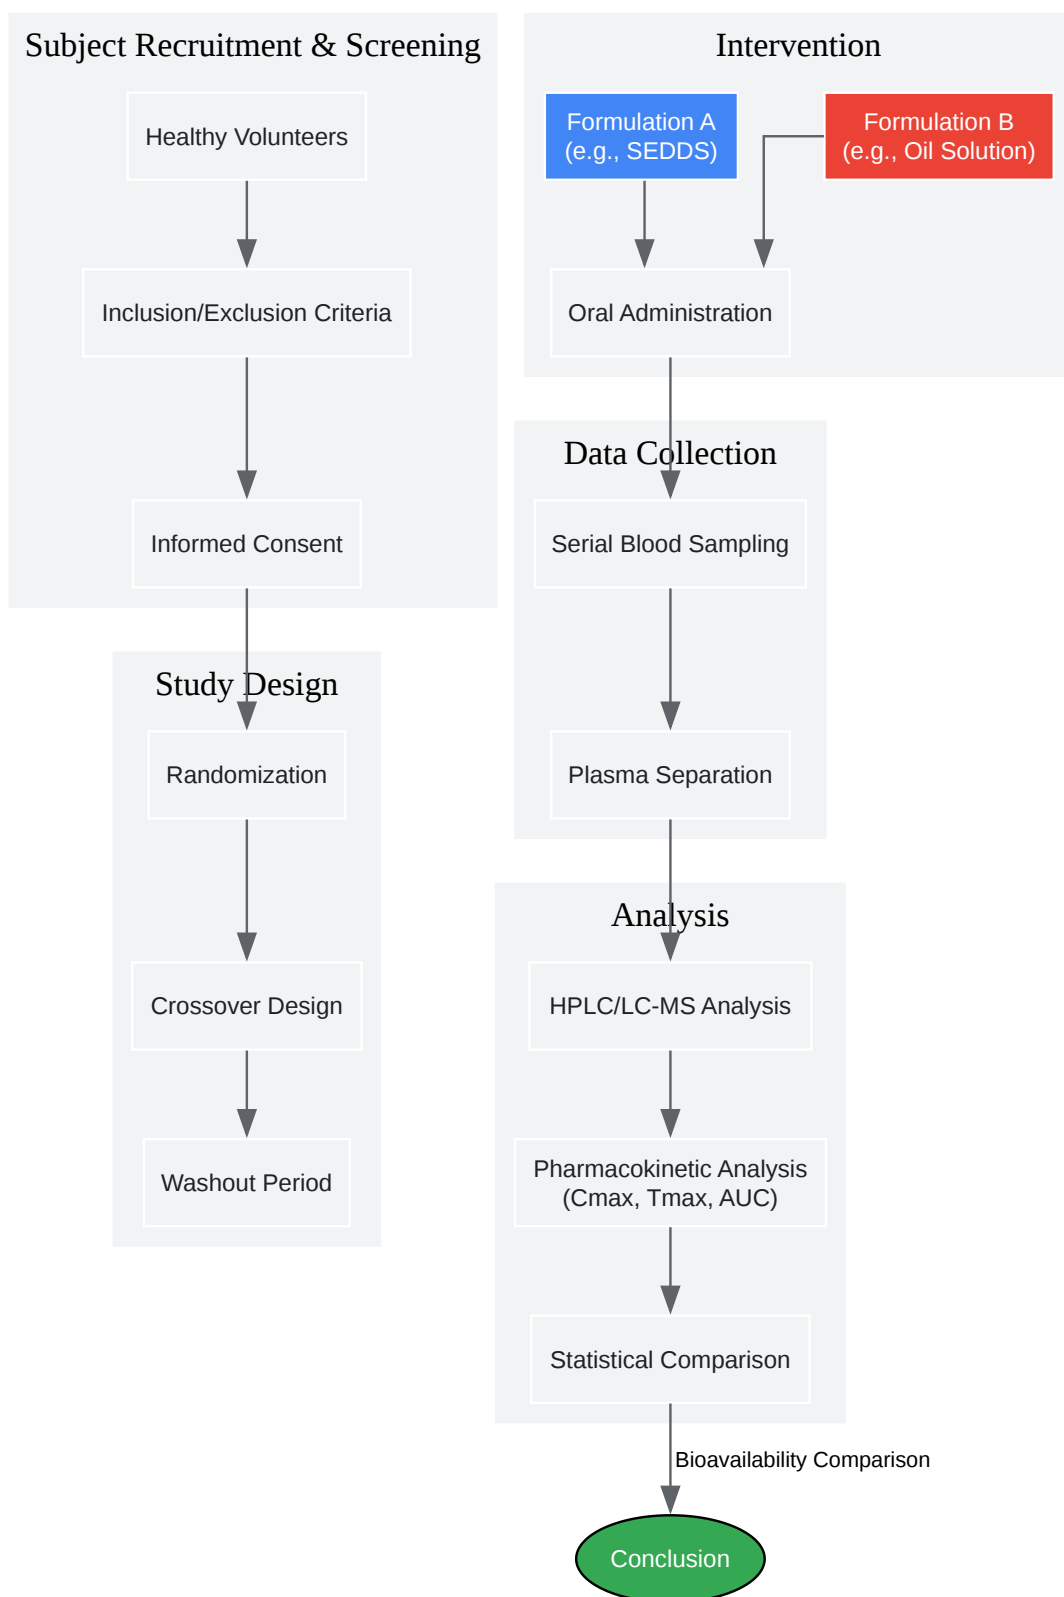 Subject Recruitment & Screening
Healthy Volunteers
Inclusion/Exclusion Criteria
Informed Consent
Study Design
Randomization
Crossover Design
Washout Period
Intervention
Formulation A
(e.g., SEDDS)
Formulation B
(e.g., Oil Solution)
Oral Administration
Data Collection
Serial Blood Sampling
Plasma Separation
Analysis
HPLC/LC-MS Analysis
Pharmacokinetic Analysis
(Cmax, Tmax, AUC)
Statistical Comparison
Bioavailability Comparison
Conclusion